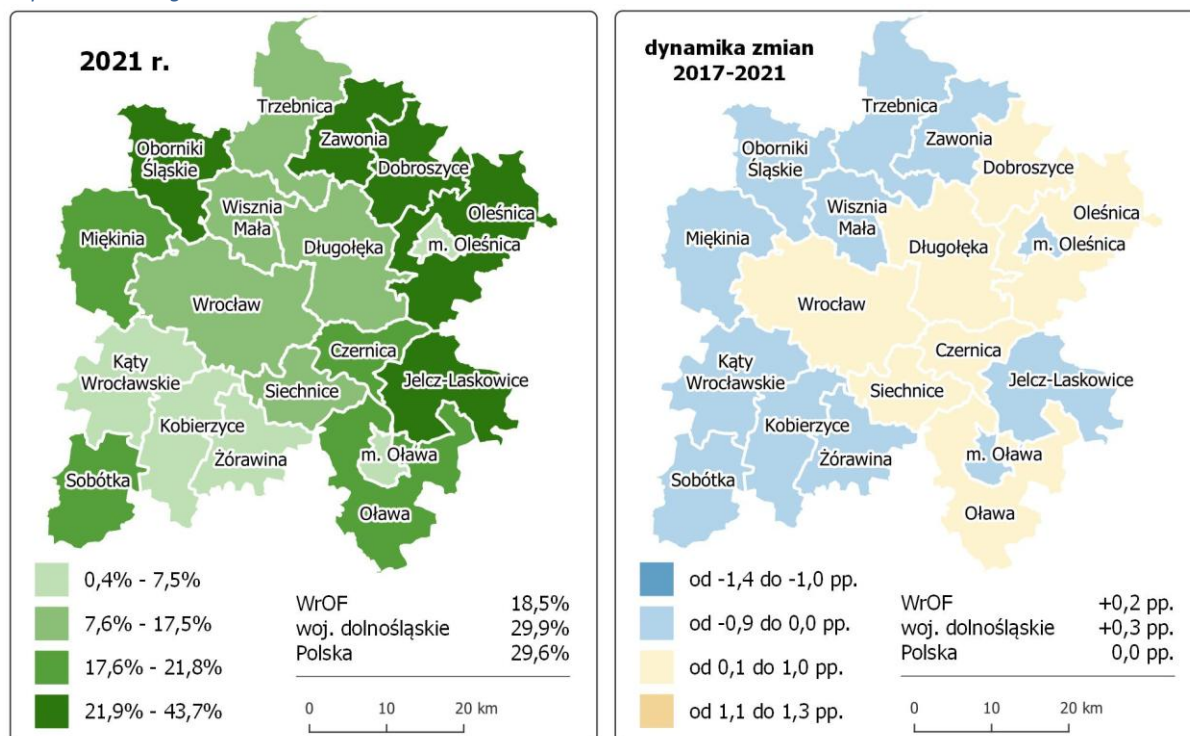 2021 r.
Trzebnica
Zawonia
Oborniki
Śląskie
Dobroszyce
Wisznia
Mała
Oleśnica
Miękinia
Długołęka
m. Oleśnica
Wrocław
Czernica
Kąty
Wrocławskie
Siechnice
Jelcz-Laskowice
Kobierzyce
Żórawina
m. Oława
Sobótka
Oława
0,4% - 7,5%
7,6% - 17,5%
17,6% - 21,8%
21,9% - 43,7%
WrOF 18,5%
woj. dolnośląskie 29,9%
Polska 29,6%
0 10 20 km
dynamika zmian
2017-2021
Trzebnica
Zawonia
Oborniki
Śląskie
Dobroszyce
Wisznia
Mała
Oleśnica
Miękinia
Długołęka
m. Oleśnica
Wrocław
Czernica
Kąty
Wrocławskie
Siechnice
Jelcz-Laskowice
Kobierzyce
Żórawina
m. Oława
Sobótka
Oława
od -1,4 do -1,0 pp.
od -0,9 do 0,0 pp.
od 0,1 do 1,0 pp.
od 1,1 do 1,3 pp.
WrOF +0,2 pp.
woj. dolnośląskie +0,3 pp.
Polska 0,0 pp.
0 10 20 km